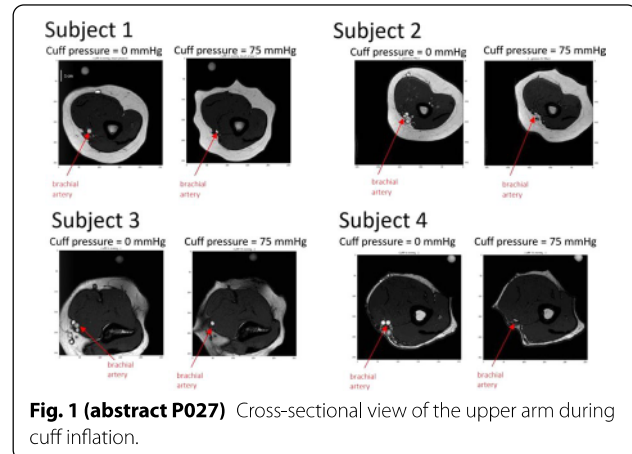 Subject 1
Subject 2
Cuff pressure = 0 mmHg
Cuff pressure = 75 mmHg
Cuff pressure = 0 mmHg
Cuff pressure = 75 mmHg
brachial
artery
brachial
artery
brachial
artery
brachial
artery
Subject 3
Subject 4
Cuff pressure = 0 mmHg
Cuff pressure = 75 mmHg
Cuff pressure = 0 mmHg
Cuff pressure = 75 mmHg
brachial
artery
brachial
artery
brachial
artery
brachial
artery
Fig. 1 (abstract P027) Cross-sectional view of the upper arm during
cuff inflation.